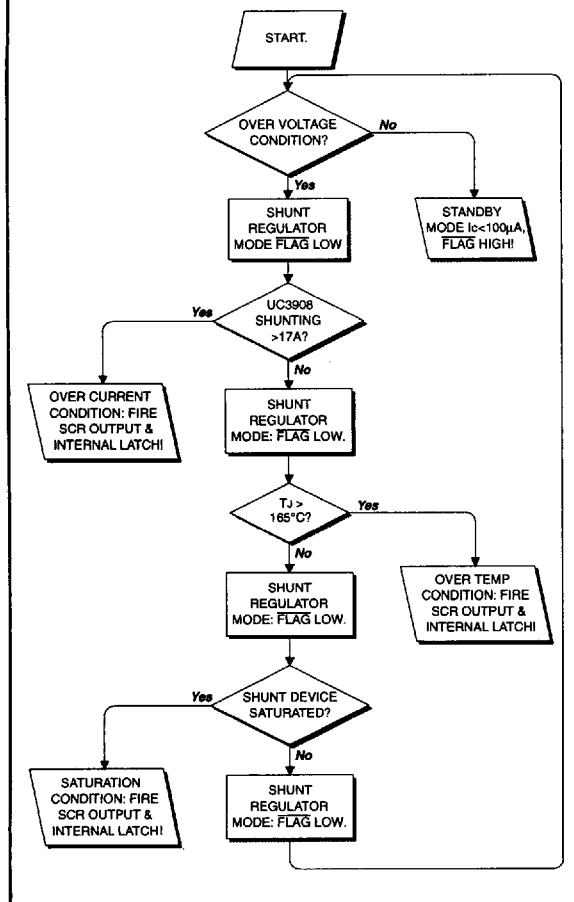 START.
OVER VOLTAGE
CONDITION?
No
Yes
SHUNT
REGULATOR
MODE FLAG LOW
STANDBY
MODE Ic<100µA,
FLAG HIGH!
UC3908
SHUNTING
>17A?
Yes
No
OVER CURRENT
CONDITION: FIRE
SCR OUTPUT &
INTERNAL LATCH!
SHUNT
REGULATOR
MODE: FLAG LOW.
TJ >
165°C?
Yes
No
SHUNT
REGULATOR
MODE: FLAG LOW.
OVER TEMP
CONDITION: FIRE
SCR OUTPUT &
INTERNAL LATCH!
Yes
SHUNT DEVICE
SATURATED?
No
SATURATION
CONDITION: FIRE
SCR OUTPUT &
INTERNAL LATCH!
SHUNT
REGULATOR
MODE: FLAG LOW.